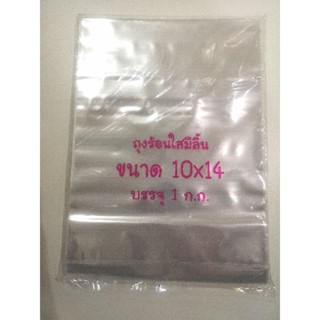 ถุงร้อนใสมีลิ้น
ขนาด 10x14
บรรจุ 1 ก.ก.